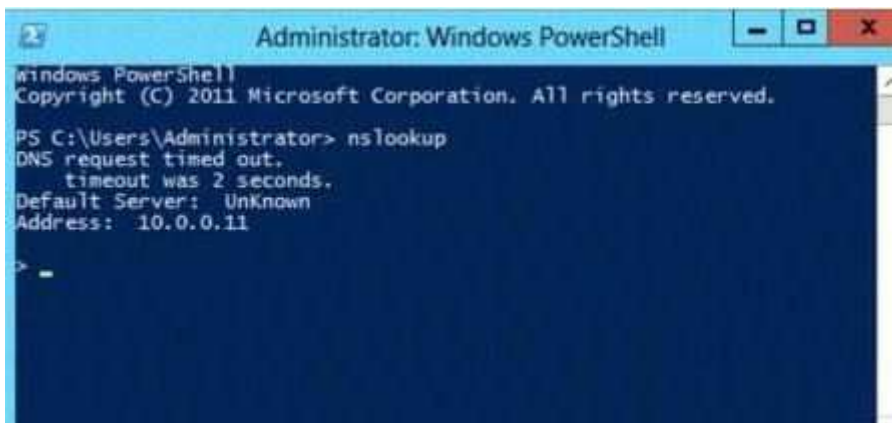 Administrator: Windows PowerShell
Windows PowerShell
Copyright (C) 2011 Microsoft Corporation. All rights reserved.
PS C:\Users\Administrator> nslookup
DNS request timed out.
timeout was 2 seconds.
Default Server: UnKnown
Address: 10.0.0.11
>